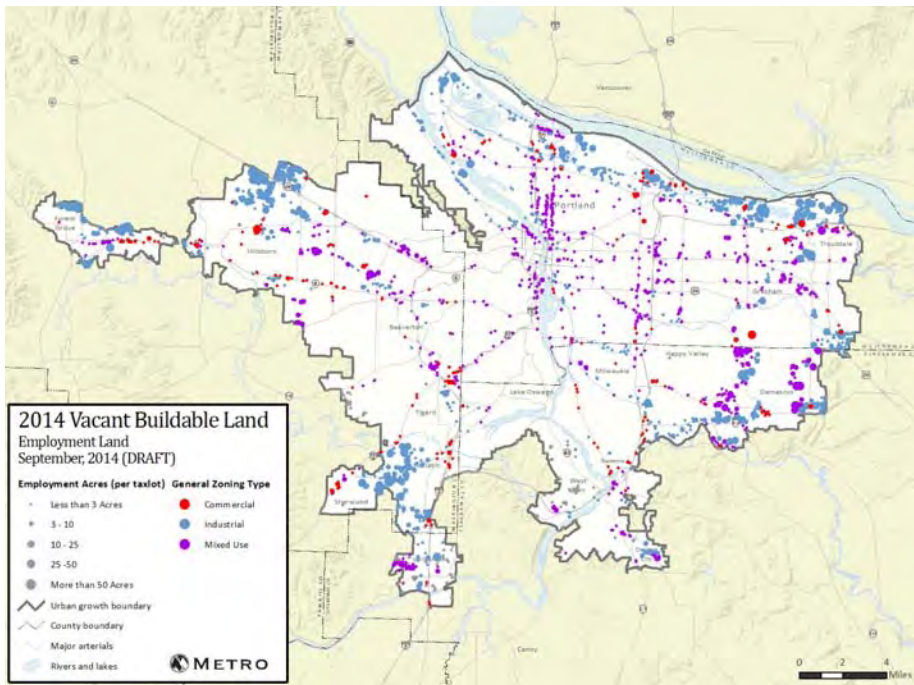 Vancouver
Portland
Forest
Grove
Hillsboro
Troutdale
Gresham
Beaverton
Happy Valley
Milwaukie
Lake Oswego
Damascus
Tigard
Sherwood
West
Linn
Canby
2014 Vacant Buildable Land
Employment Land
September, 2014 (DRAFT)
Employment Acres (per taxlot) General Zoning Type
Less than 3 Acres
Commercial
3 - 10
Industrial
10 - 25
Mixed Use
25 -50
More than 50 Acres
Urban growth boundary
County boundary
Major arterials
Rivers and lakes
METRO
0 2 4
Miles